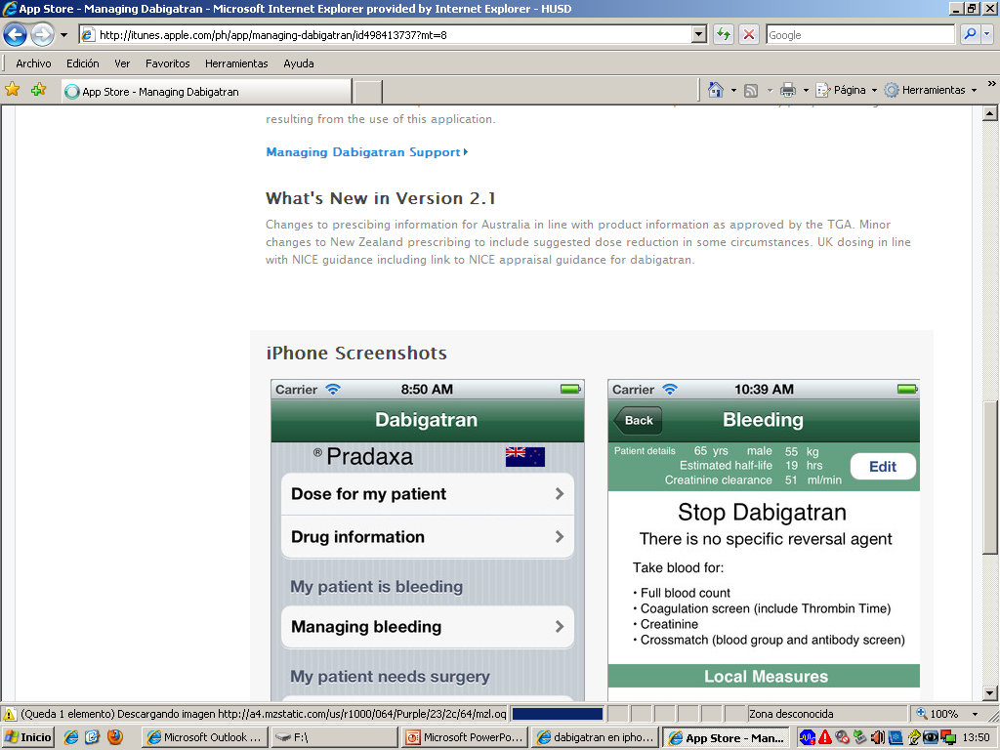 App Store - Managing Dabigatran - Microsoft Internet Explorer provided by Internet Explorer - HUSD
http://itunes.apple.com/ph/app/managing-dabigatran/id498413737?mt=8
Google
Archivo Edición Ver Favoritos Herramientas Ayuda
App Store - Managing Dabigatran
Página
Herramientas
resulting from the use of this application.
Managing Dabigatran Support
What's New in Version 2.1
Changes to prescibing information for Australia in line with product information as approved by the TGA. Minor
changes to New Zealand prescribing to include suggested dose reduction in some circumstances. UK dosing in line
with NICE guidance including link to NICE appraisal guidance for dabigatran.
iPhone Screenshots
Carrier 8:50 AM
Dabigatran
® Pradaxa
Dose for my patient
Drug information
My patient is bleeding
Managing bleeding
My patient needs surgery
Carrier 10:39 AM
Back Bleeding
Patient details 65 yrs male 55 kg
Estimated half-life 19 hrs
Creatinine clearance 51 ml/min
Edit
Stop Dabigatran
There is no specific reversal agent
Take blood for:
• Full blood count
• Coagulation screen (include Thrombin Time)
• Creatinine
• Crossmatch (blood group and antibody screen)
Local Measures
(Queda 1 elemento) Descargando imagen http://a4.mzstatic.com/us/r1000/064/Purple/23/2c/64/mzl.oq
Zona desconocida
100%
Inicio
Microsoft Outlook ...
F:\
Microsoft PowerPo...
dabigatran en ipho...
App Store - Man...
13:50